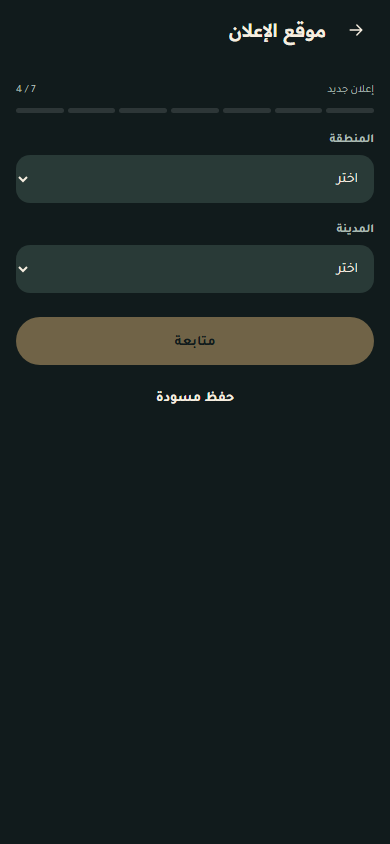 موقع الإعلان
إعلان جديد
4 / 7
المنطقة
اختر
المدينة
اختر
متابعة
حفظ مسودة